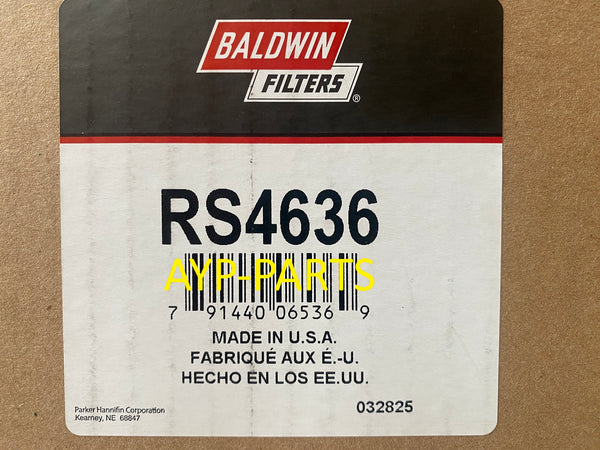 BALDWIN
FILTERS ®
RS4636
AYP-PARTS
7 91440 06536 9
MADE IN U.S.A.
FABRIQUÉ AUX É.-U.
HECHO EN LOS EE.UU.
Parker Hannifin Corporation
Kearney, NE 68847
032825